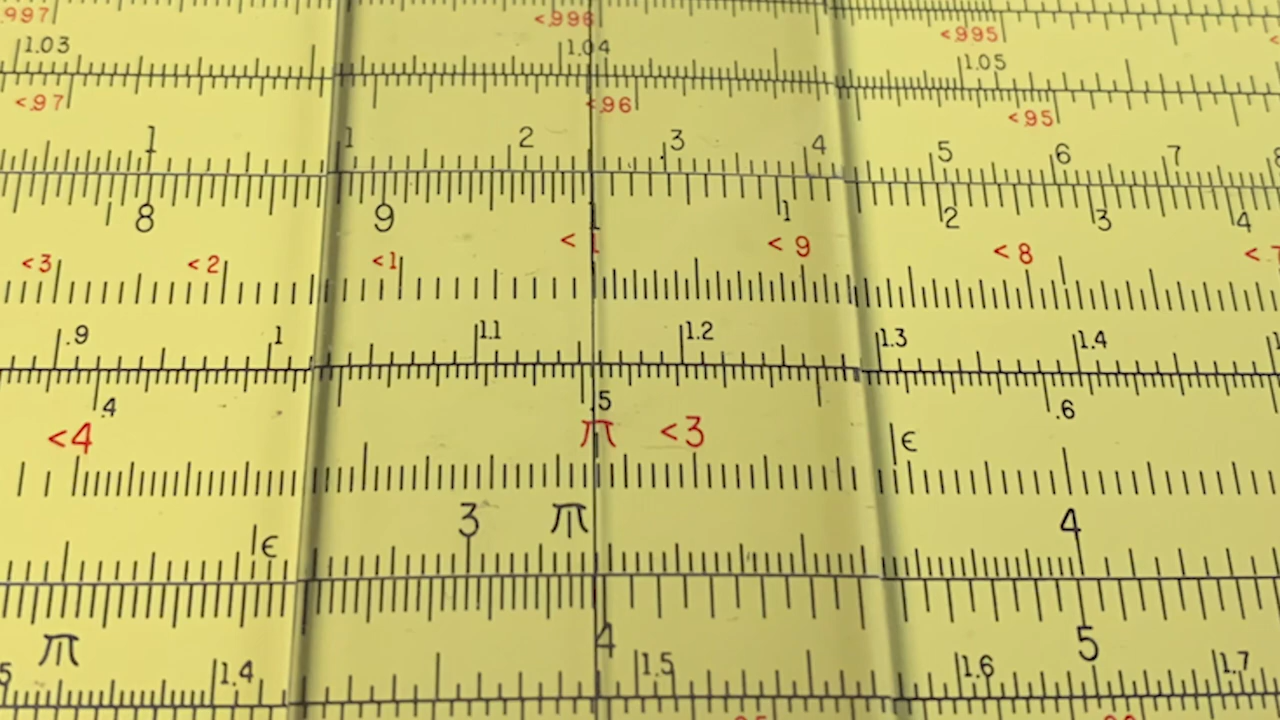 .997 <.996 <.995
1.03 1.04 1.05
<.97 <.96 <.95
1 1 2 3 4 5 6 7
8 9 1 1 2 3 4
<3 <2 <1 < 1 <9 <8
.9 1 1.1 1.2 1.3 1.4
.4 .5 .6
<4 π <3 ϵ
ϵ 3 π 4
π 4 5
1.4 1.5 1.6 1.7